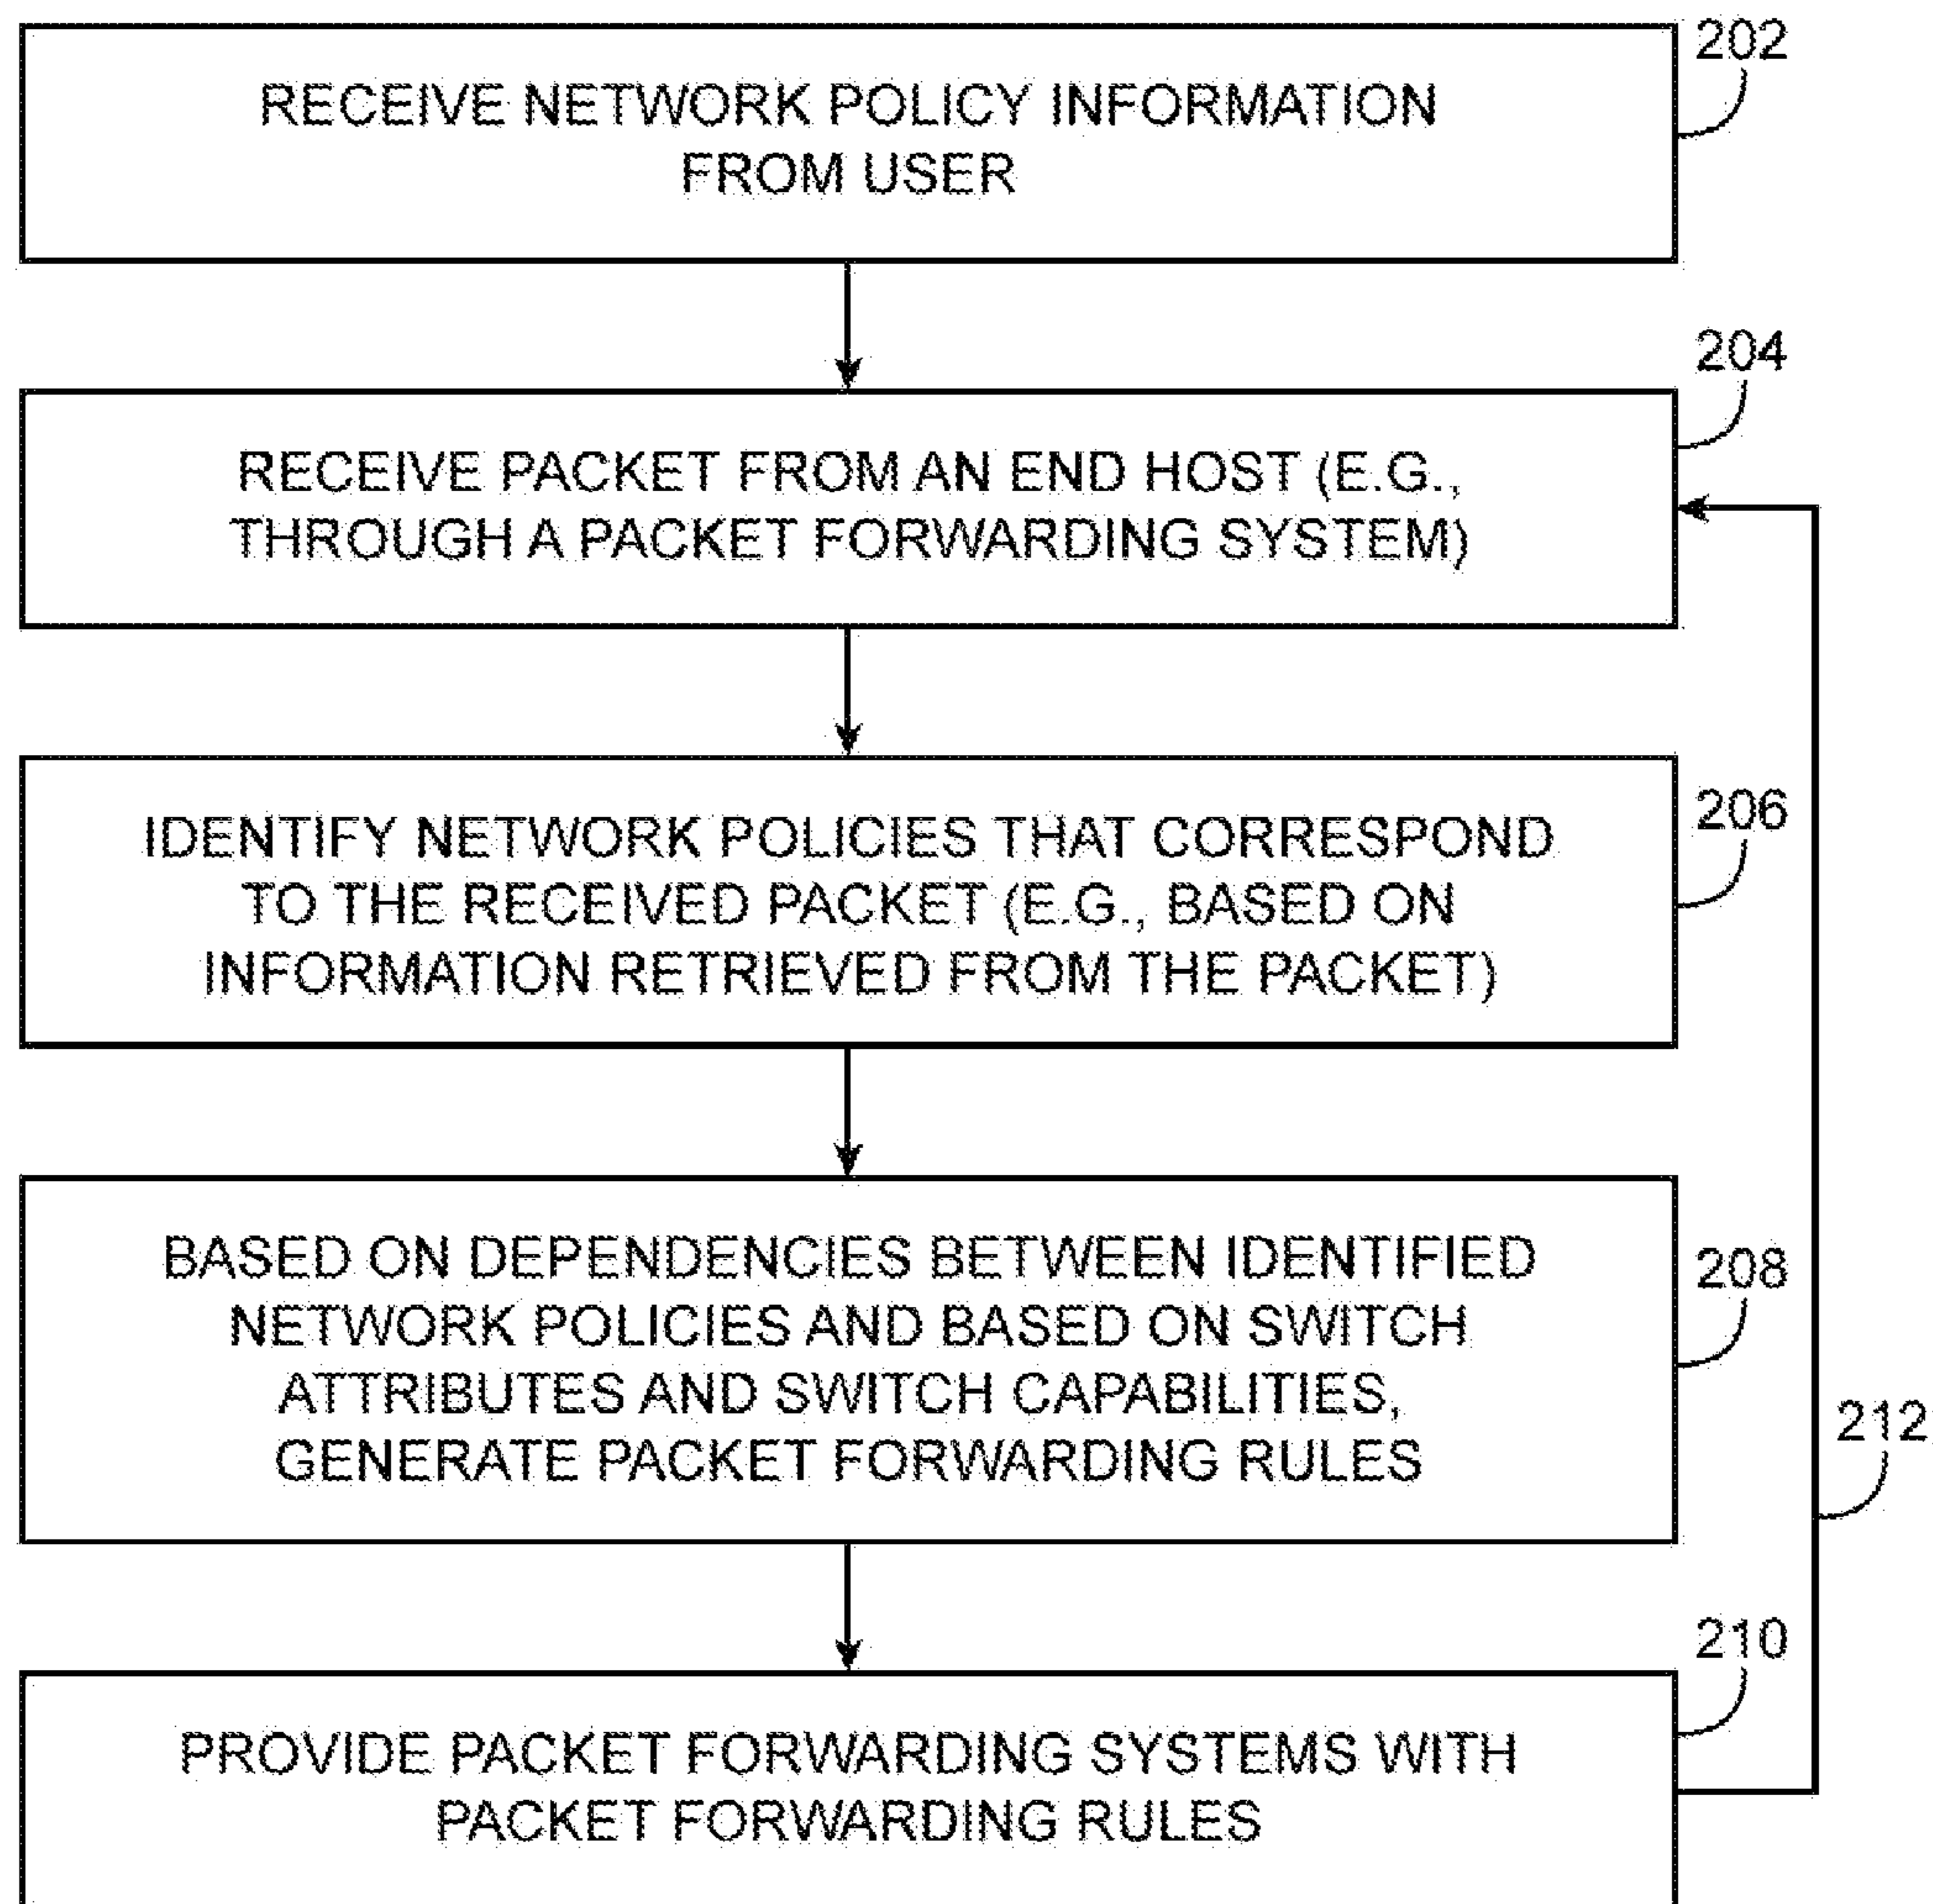 202
RECEIVE NETWORK POLICY INFORMATION
FROM USER
204
RECEIVE PACKET FROM AN END HOST (E.G.,
THROUGH A PACKET FORWARDING SYSTEM)
206
IDENTIFY NETWORK POLICIES THAT CORRESPOND
TO THE RECEIVED PACKET (E.G., BASED ON
INFORMATION RETRIEVED FROM THE PACKET)
208
BASED ON DEPENDENCIES BETWEEN IDENTIFIED
NETWORK POLICIES AND BASED ON SWITCH
ATTRIBUTES AND SWITCH CAPABILITIES,
GENERATE PACKET FORWARDING RULES
212
210
PROVIDE PACKET FORWARDING SYSTEMS WITH
PACKET FORWARDING RULES